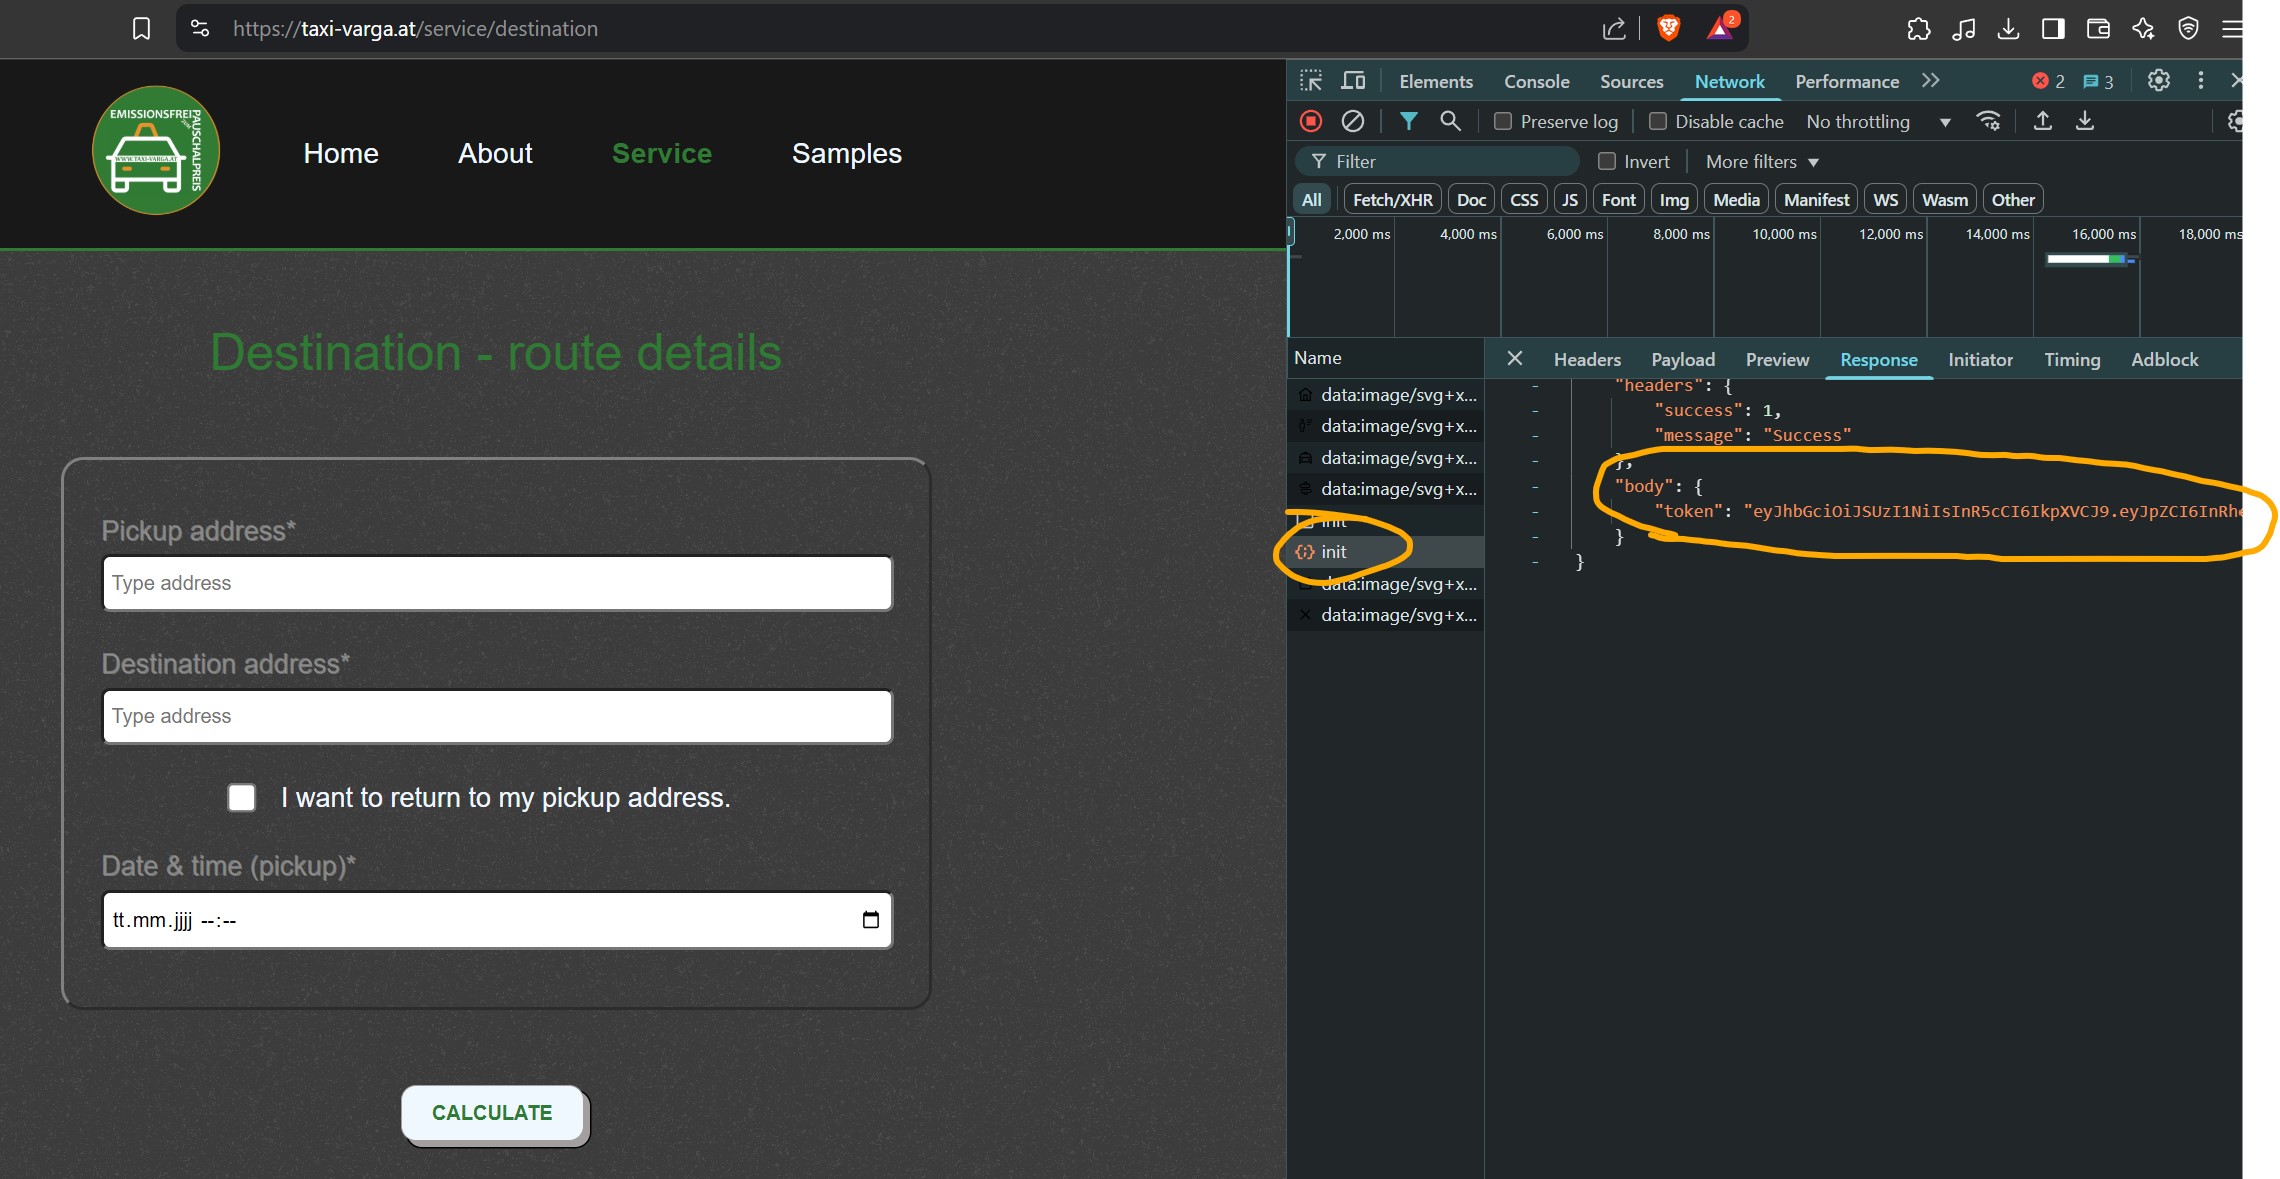 https://taxi-varga.at/service/destination
2
EMISSIONSFREI
ZUM
PAUSCHALPREIS
WWW.TAXI-VARGA.AT
Home About Service Samples
Destination - route details
Pickup address*
Type address
Destination address*
Type address
I want to return to my pickup address.
Date & time (pickup)*
tt.mm.jjjj --:--
CALCULATE
Elements Console Sources Network Performance 2 3
Preserve log Disable cache No throttling
Filter Invert More filters
All Fetch/XHR Doc CSS JS Font Img Media Manifest WS Wasm Other
2,000 ms 4,000 ms 6,000 ms 8,000 ms 10,000 ms 12,000 ms 14,000 ms 16,000 ms 18,000 ms
Name
data:image/svg+x...
data:image/svg+x...
data:image/svg+x...
data:image/svg+x...
init
{;} init
data:image/svg+x...
data:image/svg+x...
Headers Payload Preview Response Initiator Timing Adblock
- "headers": {
- "success": 1,
- "message": "Success"
- },
- "body": {
- "token": "eyJhbGciOiJSUzI1NiIsInR5cCI6IkpXVCJ9.eyJpZCI6InRhe
- }
- }